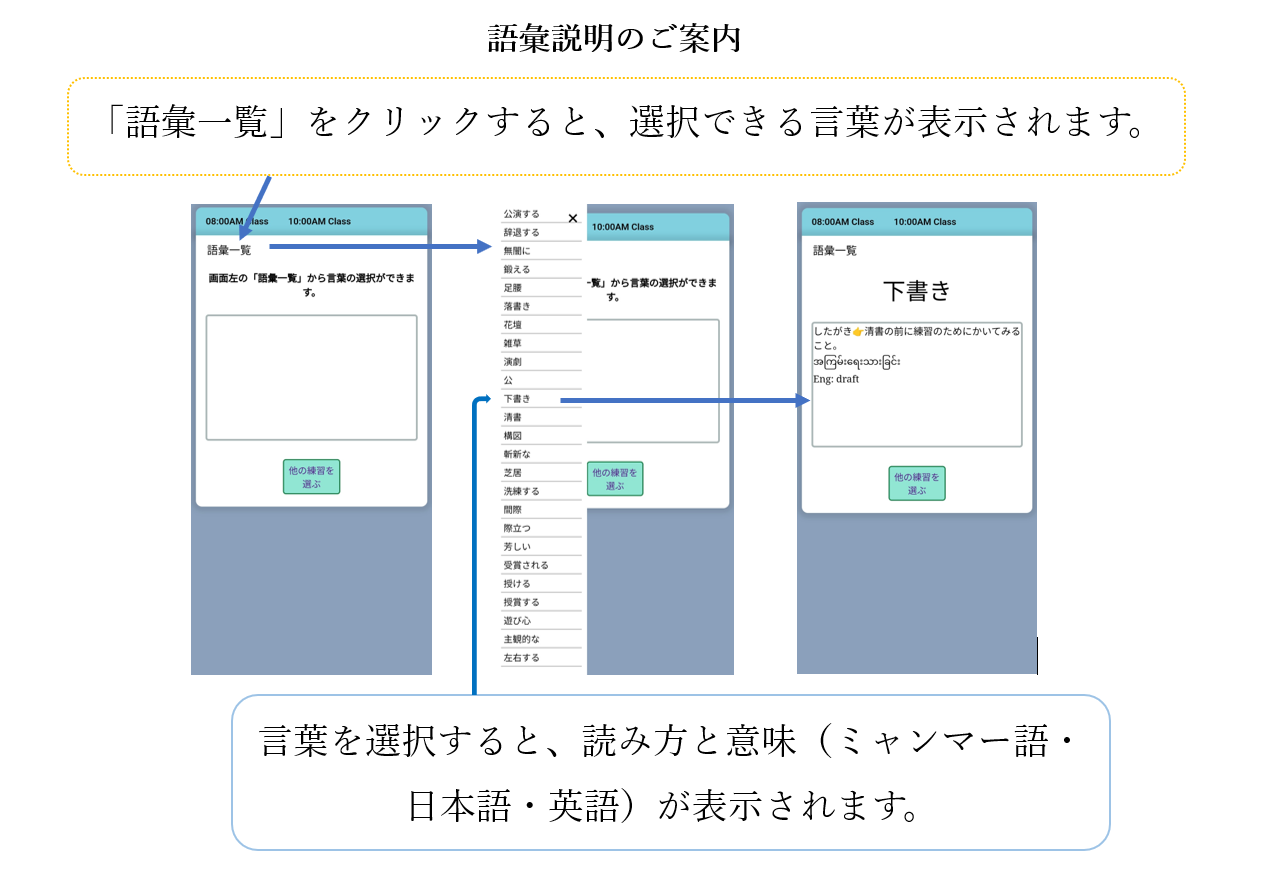 語彙説明のご案内
「語彙一覧」をクリックすると、選択できる言葉が表示されます。
08:00AM Class 10:00AM Class
語彙一覧
画面左の「語彙一覧」から言葉の選択ができま
す。
他の練習を
選ぶ
公演する
辞退する
無闇に
鍛える
足腰
落書き
花壇
雑草
演劇
公
下書き
清書
構図
斬新な
芝居
洗練する
間際
際立つ
芳しい
受賞される
授ける
授賞する
遊び心
主観的な
左右する
×
10:00AM Class
一覧」から言葉の選択ができま
す。
他の練習を
選ぶ
08:00AM Class 10:00AM Class
語彙一覧
下書き
したがき👉清書の前に練習のためにかいてみる
こと。
အကြမ်းရေးသားခြင်း
Eng: draft
他の練習を
選ぶ
言葉を選択すると、読み方と意味（ミャンマー語・
日本語・英語）が表示されます。